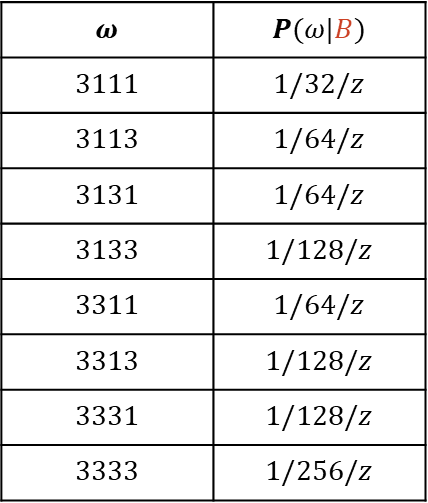 ω P(ω|B)
3111 1/32/z
3113 1/64/z
3131 1/64/z
3133 1/128/z
3311 1/64/z
3313 1/128/z
3331 1/128/z
3333 1/256/z